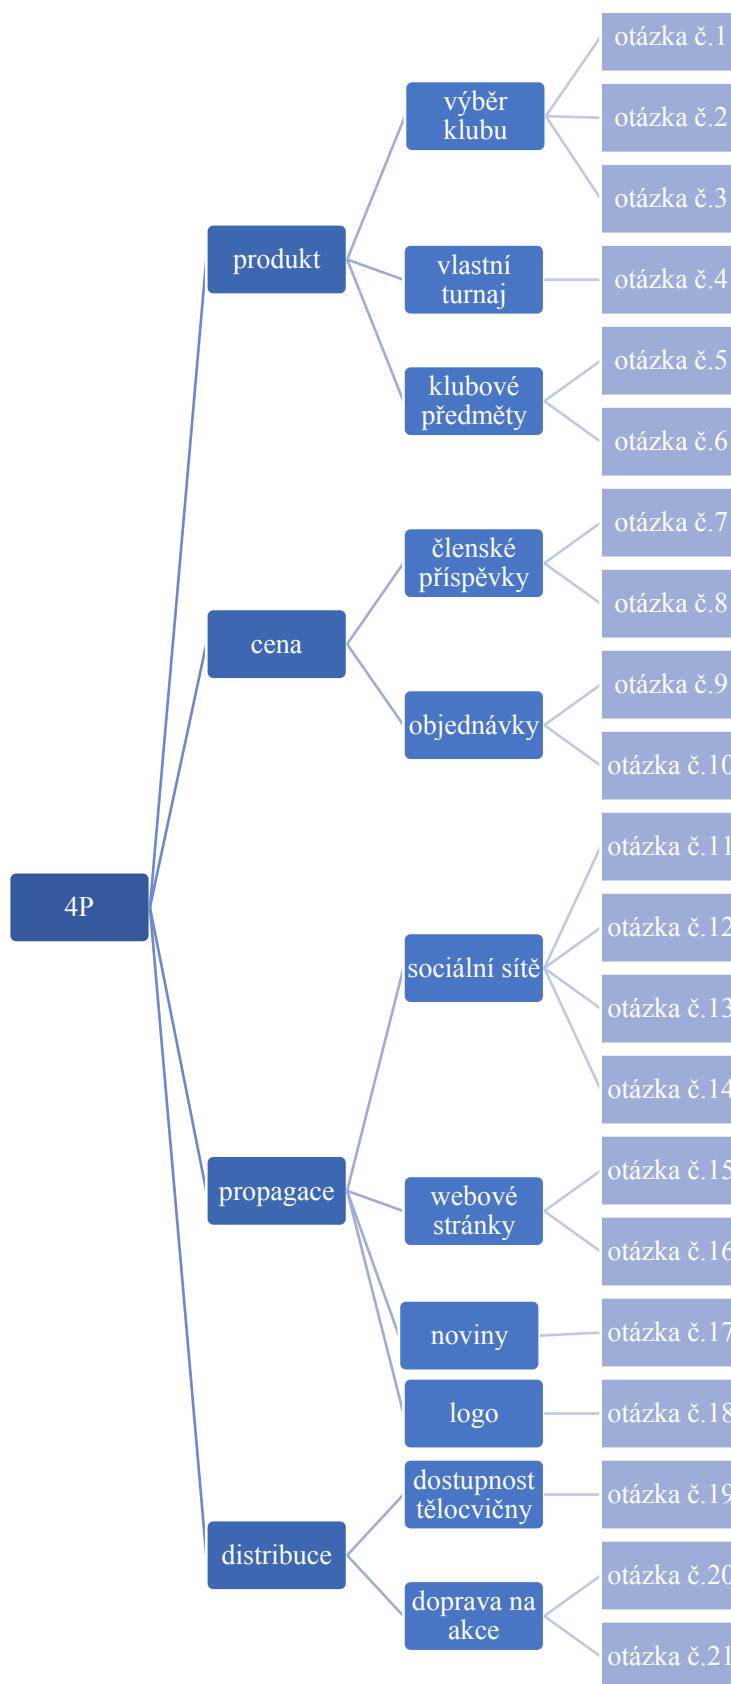 4P
produkt
výběr
klubu
otázka č.1
otázka č.2
otázka č.3
vlastní
turnaj
otázka č.4
klubové
předměty
otázka č.5
otázka č.6
cena
členské
příspěvky
otázka č.7
otázka č.8
objednávky
otázka č.9
otázka č.10
propagace
sociální sítě
otázka č.11
otázka č.12
otázka č.13
otázka č.14
webové
stránky
otázka č.15
otázka č.16
noviny
otázka č.17
logo
otázka č.18
distribuce
dostupnost
tělocvičny
otázka č.19
doprava na
akce
otázka č.20
otázka č.21